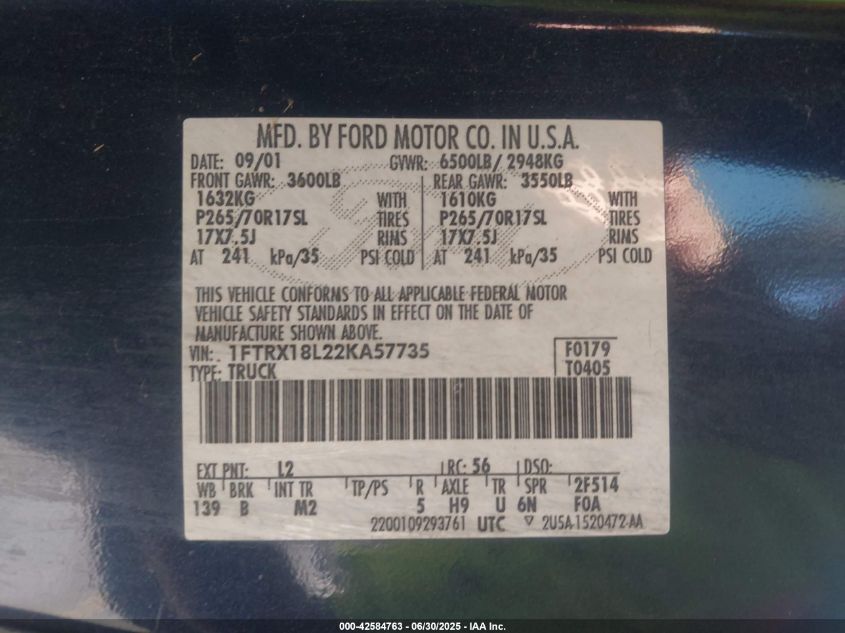 MFD. BY FORD MOTOR CO. IN U.S.A.
DATE: 09/01 GVWR: 6500LB/ 2948KG
FRONT GAWR: 3600LB REAR GAWR: 3550LB
1632KG WITH 1610KG WITH
P265/70R17SL TIRES P265/70R17SL TIRES
17X7.5J RIMS 17X7.5J RIMS
AT 241 kPa/35 PSI COLD AT 241 kPa/35 PSI COLD
THIS VEHICLE CONFORMS TO ALL APPLICABLE FEDERAL MOTOR
VEHICLE SAFETY STANDARDS IN EFFECT ON THE DATE OF
MANUFACTURE SHOWN ABOVE.
VIN: 1FTRX18L22KA57735 F0179
TYPE: TRUCK T0405
EXT PNT: L2 RC: 56 DSO:
WB BRK INT TR TP/PS R AXLE TR SPR 2F514
139 B M2 5 H9 U 6N F0A
2200109293761 UTC ▽ 2U5A-1520472-AA
000-42584763 - 06/30/2025 - IAA Inc.